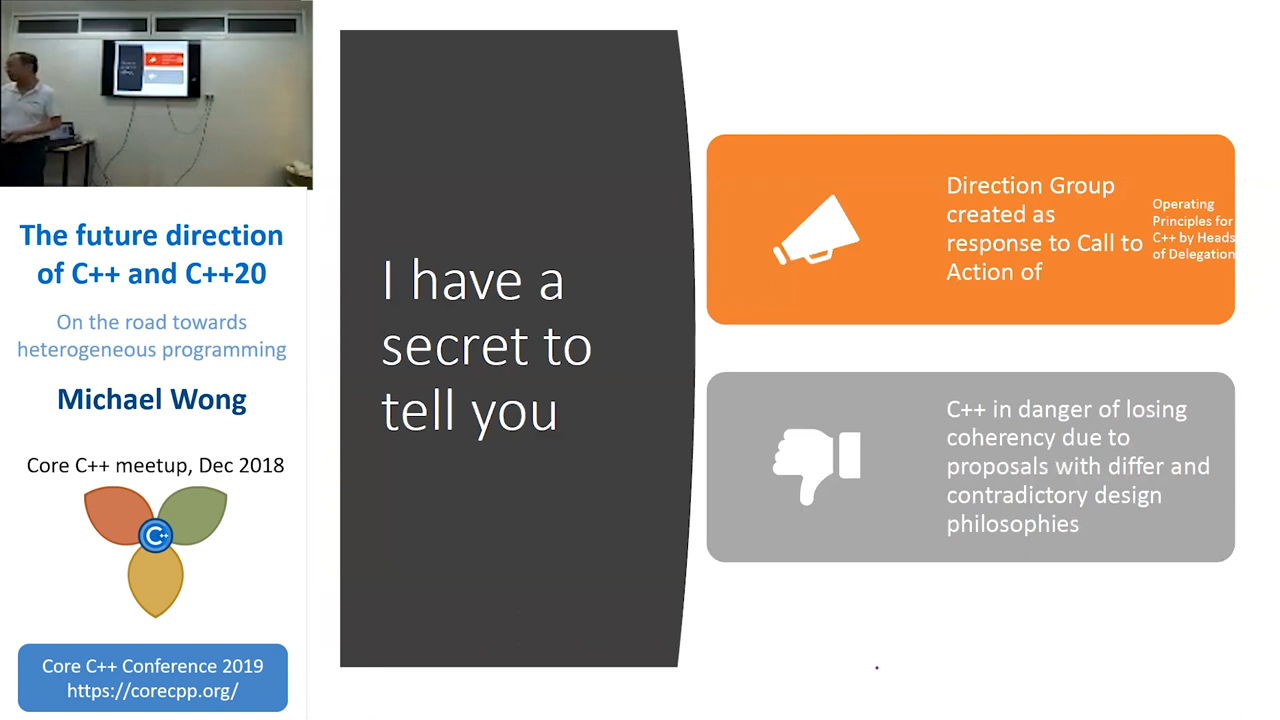 The future direction
of C++ and C++20
On the road towards
heterogeneous programming
Michael Wong
Core C++ meetup, Dec 2018
C++
Core C++ Conference 2019
https://corecpp.org/
I have a
secret to
tell you
Direction Group
created as
response to Call to
Action of
Operating
Principles for
C++ by Heads
of Delegation
C++ in danger of losing
coherency due to
proposals with differ and
contradictory design
philosophies